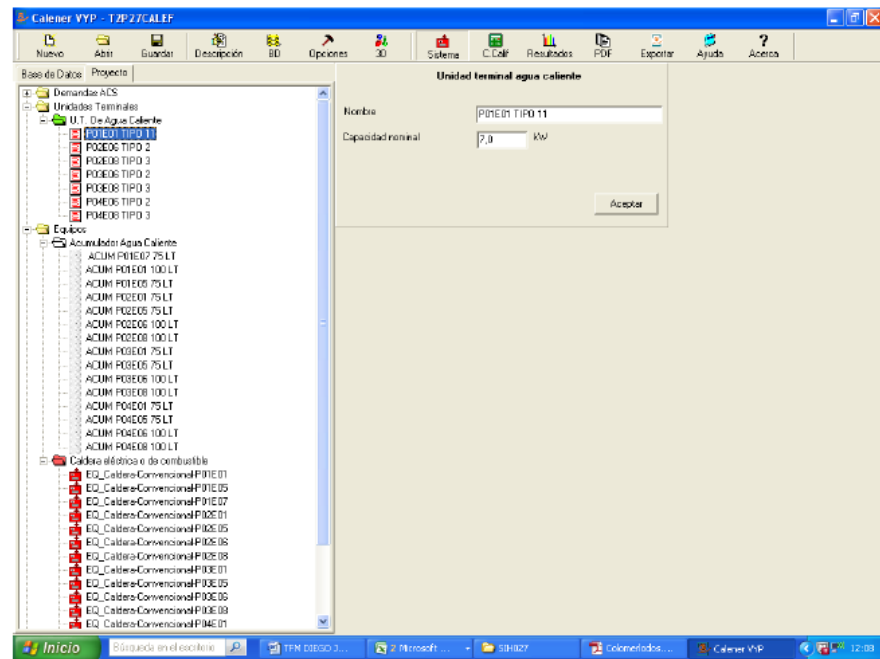 Calener VYP - T2P27CALEF
Nuevo Abrir Guardar Descripción BD Opciones 3D Sistema C.Calif Resultados PDF Exportar Ayuda Acerca
Base de Datos Proyecto
Demandas ACS
Unidades Terminales
U.T. De Agua Caliente
P01E01 TIPO 11
P02E06 TIPO 2
P02E08 TIPO 3
P03E06 TIPO 2
P03E08 TIPO 3
P04E06 TIPO 2
P04E08 TIPO 3
Equipos
Acumulador Agua Caliente
ACUM P01E07 75 LT
ACUM P01E01 100 LT
ACUM P01E05 75 LT
ACUM P02E01 75 LT
ACUM P02E05 75 LT
ACUM P02E06 100 LT
ACUM P02E08 100 LT
ACUM P03E01 75 LT
ACUM P03E05 75 LT
ACUM P03E06 100 LT
ACUM P03E08 100 LT
ACUM P04E01 75 LT
ACUM P04E05 75 LT
ACUM P04E06 100 LT
ACUM P04E08 100 LT
Caldera eléctrica o de combustible
EQ_Caldera-Convencional-P01E01
EQ_Caldera-Convencional-P01E05
EQ_Caldera-Convencional-P01E07
EQ_Caldera-Convencional-P02E01
EQ_Caldera-Convencional-P02E05
EQ_Caldera-Convencional-P02E06
EQ_Caldera-Convencional-P02E08
EQ_Caldera-Convencional-P03E01
EQ_Caldera-Convencional-P03E05
EQ_Caldera-Convencional-P03E06
EQ_Caldera-Convencional-P03E08
EQ_Caldera-Convencional-P04E01
Unidad terminal agua caliente
Nombre P01E01 TIPO 11
Capacidad nominal 7,0 kW
Aceptar
Inicio Búsqueda en el escritorio TFM DIEGO 3... 2 Microsoft ... SIH027 Colomerlodos.... Calener VYP 12:08